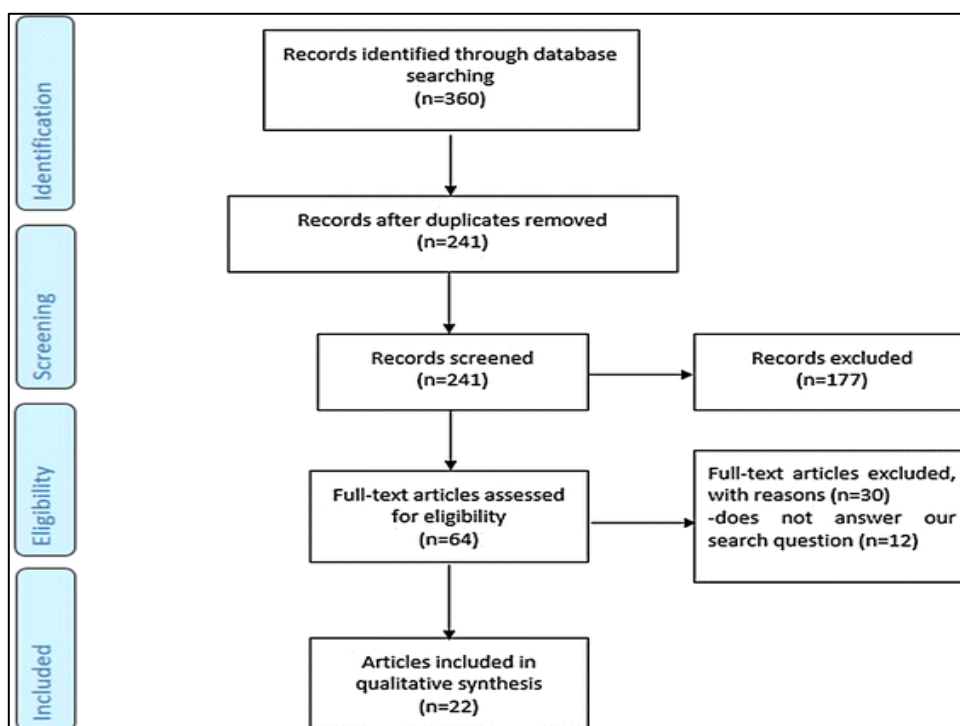 Identification
Records identified through database
searching
(n=360)
Records after duplicates removed
(n=241)
Screening
Records screened
(n=241)
Records excluded
(n=177)
Eligibility
Full-text articles assessed
for eligibility
(n=64)
Full-text articles excluded,
with reasons (n=30)
-does not answer our
search question (n=12)
Included
Articles included in
qualitative synthesis
(n=22)